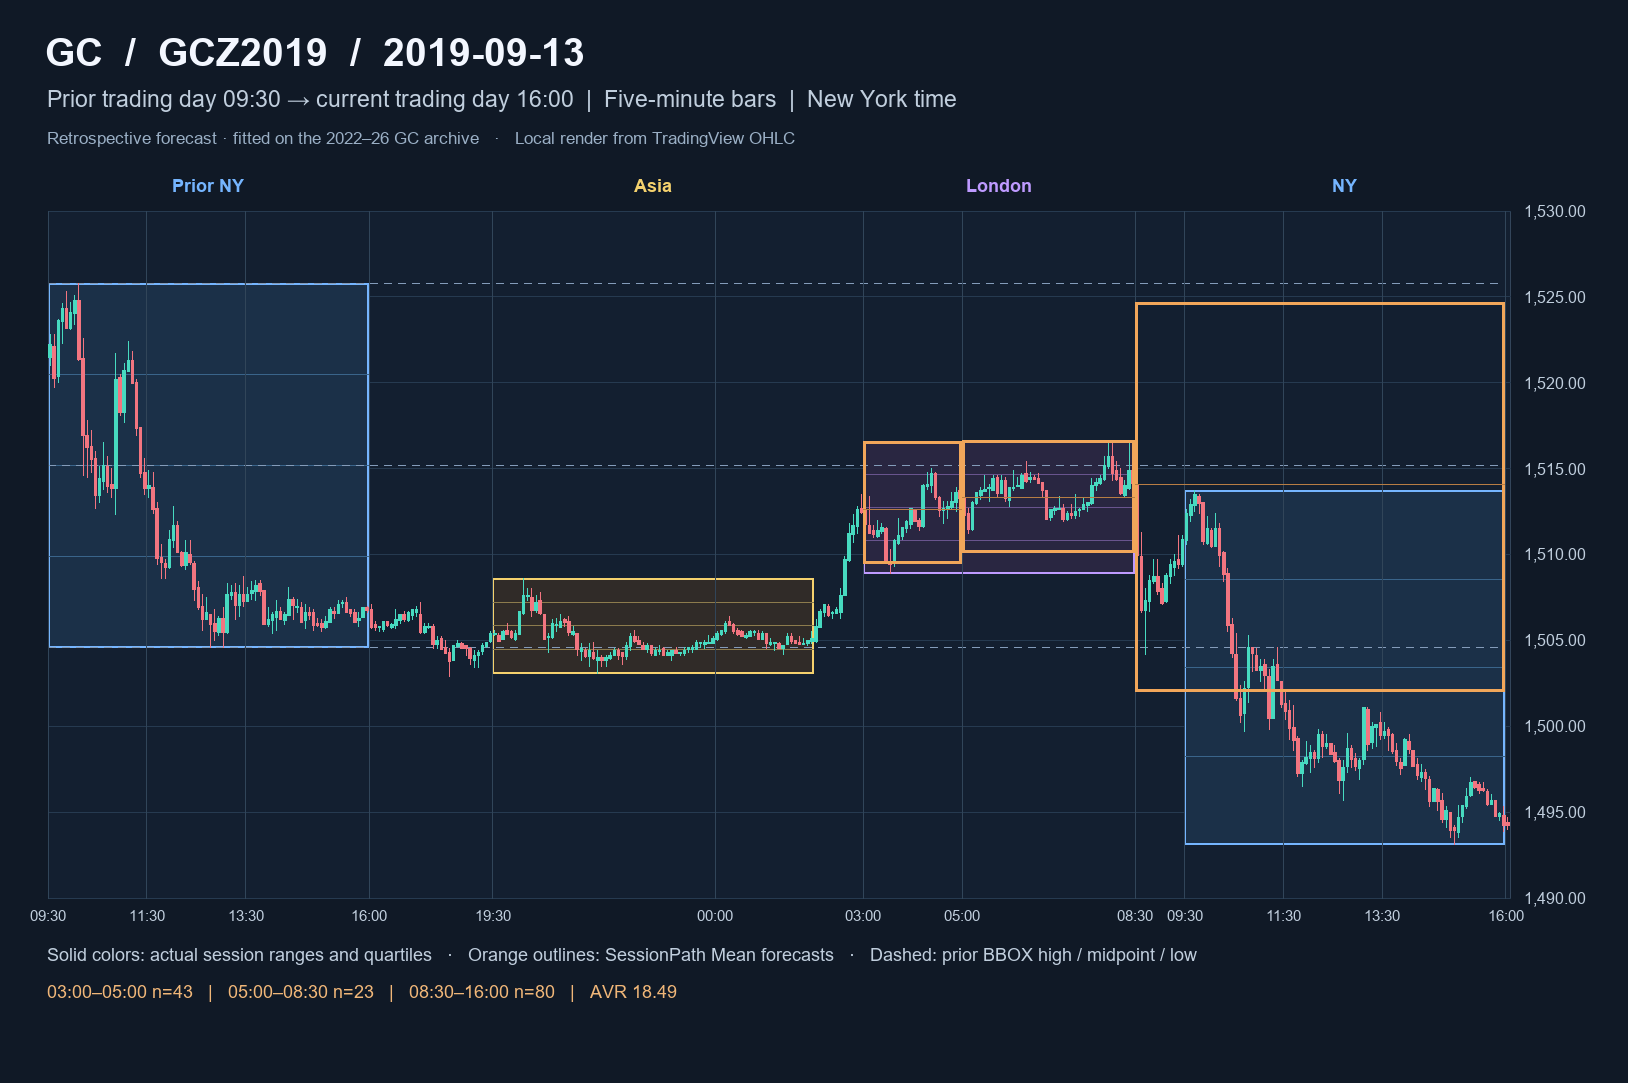 GC / GCZ2019 / 2019-09-13
Prior trading day 09:30 → current trading day 16:00 | Five-minute bars | New York time
Retrospective forecast · fitted on the 2022–26 GC archive · Local render from TradingView OHLC
Prior NY Asia London NY
1,530.00
1,525.00
1,520.00
1,515.00
1,510.00
1,505.00
1,500.00
1,495.00
1,490.00
09:30 11:30 13:30 16:00 19:30 00:00 03:00 05:00 08:30 09:30 11:30 13:30 16:00
Solid colors: actual session ranges and quartiles · Orange outlines: SessionPath Mean forecasts · Dashed: prior BBOX high / midpoint / low
03:00–05:00 n=43 | 05:00–08:30 n=23 | 08:30–16:00 n=80 | AVR 18.49